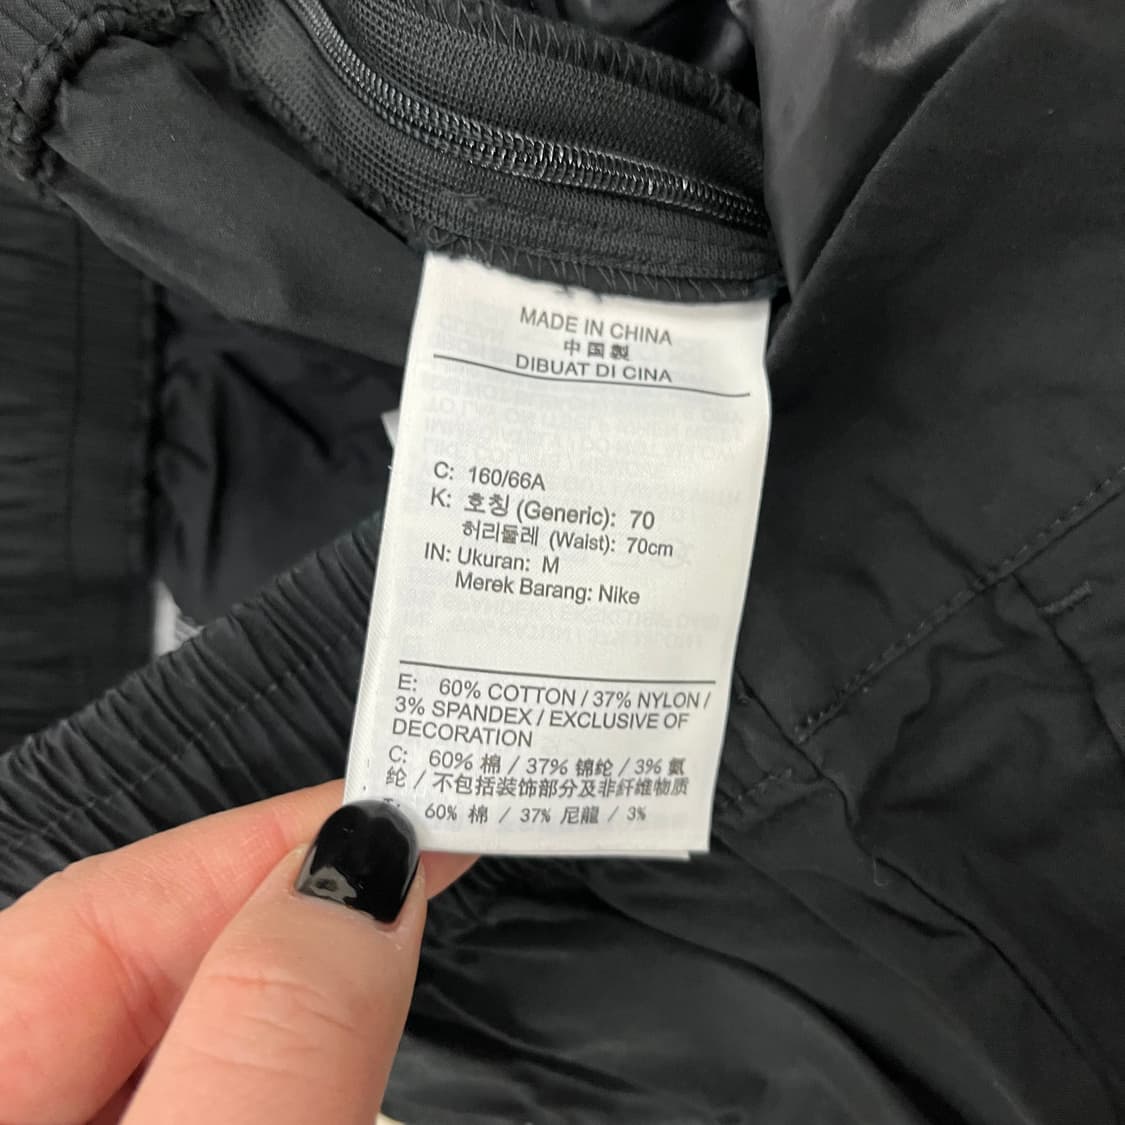 MADE IN CHINA
中国製
DIBUAT DI CINA
C: 160/66A
K: 호칭 (Generic): 70
허리둘레 (Waist): 70cm
IN: Ukuran: M
Merek Barang: Nike
E: 60% COTTON / 37% NYLON /
3% SPANDEX / EXCLUSIVE OF
DECORATION
C: 60% 棉 / 37% 锦纶 / 3% 氨
纶 / 不包括装饰部分及非纤维物质
60% 棉 / 37% 尼龍 / 3%